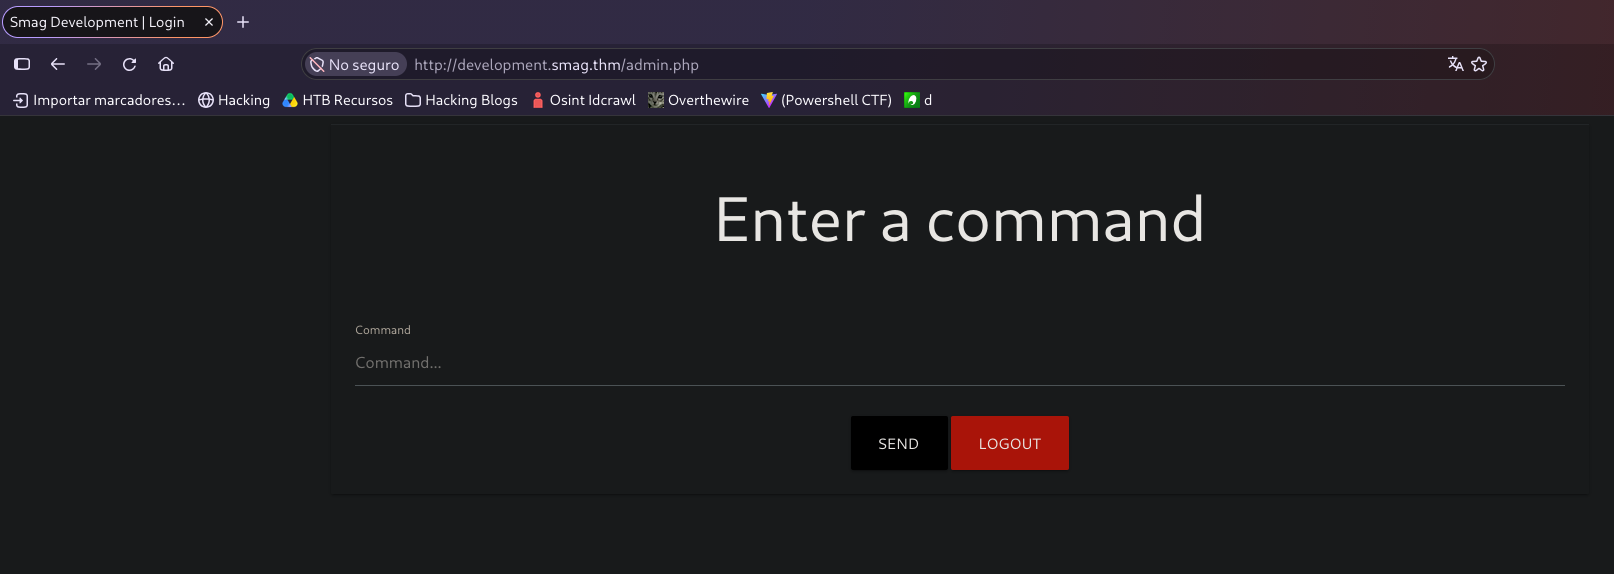 Smag Development | Login
No seguro http://development.smag.thm/admin.php
Importar marcadores... Hacking HTB Recursos Hacking Blogs Osint Idcrawl Overthewire (Powershell CTF) d
Enter a command
Command
Command...
SEND LOGOUT